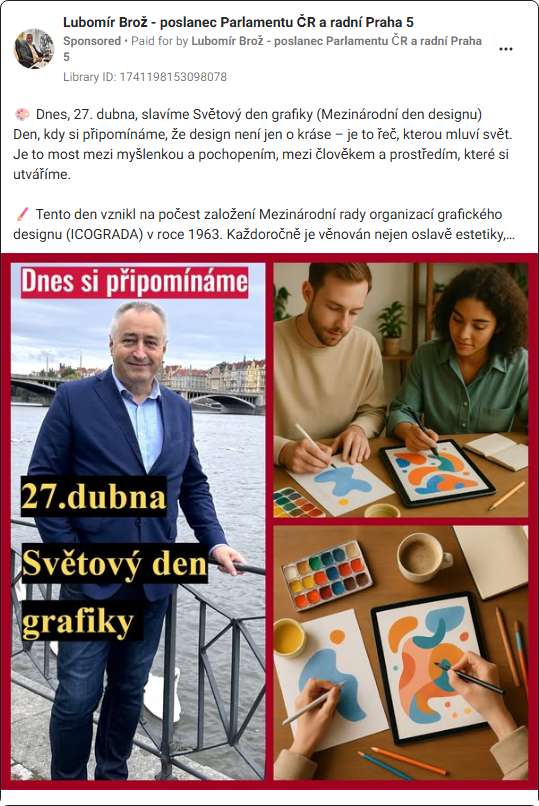 Lubomír Brož - poslanec Parlamentu ČR a radní Praha 5
Sponsored • Paid for by Lubomír Brož - poslanec Parlamentu ČR a radní Praha
5
Library ID: 1741198153098078
🎨 Dnes, 27. dubna, slavíme Světový den grafiky (Mezinárodní den designu)
Den, kdy si připomínáme, že design není jen o kráse – je to řeč, kterou mluví svět.
Je to most mezi myšlenkou a pochopením, mezi člověkem a prostředím, které si
utváříme.
🖍️ Tento den vznikl na počest založení Mezinárodní rady organizací grafického
designu (ICOGRADA) v roce 1963. Každoročně je věnován nejen oslavě estetiky,...
Dnes si připomínáme
27.dubna
Světový den
grafiky